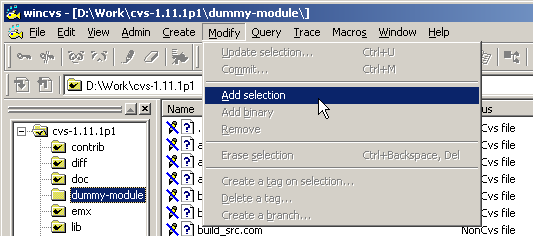 wincvs - [D:\Work\cvs-1.11.1p1\dummy-module\]
File Edit View Admin Create Modify Query Trace Macros Window Help
D:\Work\cvs-1.11.1p1\
Update selection... Ctrl+U
Commit... Ctrl+M
Add selection
Add binary
Remove
Erase selection Ctrl+Backspace, Del
Create a tag on selection...
Delete a tag...
Create a branch...
cvs-1.11.1p1
contrib
diff
doc
dummy-module
emx
lib
Name us
Cvs file
Cvs file
Cvs file
Cvs file
Cvs file
Cvs file
build_src.com NonCvs file